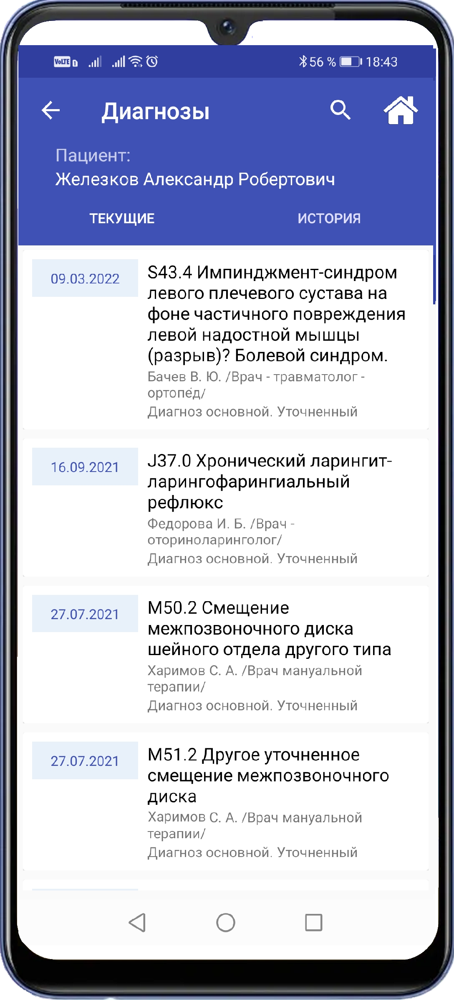 VoLTE 56 % 18:43
Диагнозы
Пациент:
Железков Александр Робертович
ТЕКУЩИЕ ИСТОРИЯ
09.03.2022
S43.4 Импинджмент-синдром
левого плечевого сустава на
фоне частичного повреждения
левой надостной мышцы
(разрыв)? Болевой синдром.
Бачев В. Ю. /Врач - травматолог -
ортопед/
Диагноз основной. Уточненный
16.09.2021
J37.0 Хронический ларингит-
ларингофарингиальный
рефлюкс
Федорова И. Б. /Врач -
оториноларинголог/
Диагноз основной. Уточненный
27.07.2021
M50.2 Смещение
межпозвоночного диска
шейного отдела другого типа
Харимов С. А. /Врач мануальной
терапии/
Диагноз основной. Уточненный
27.07.2021
M51.2 Другое уточненное
смещение межпозвоночного
диска
Харимов С. А. /Врач мануальной
терапии/
Диагноз основной. Уточненный